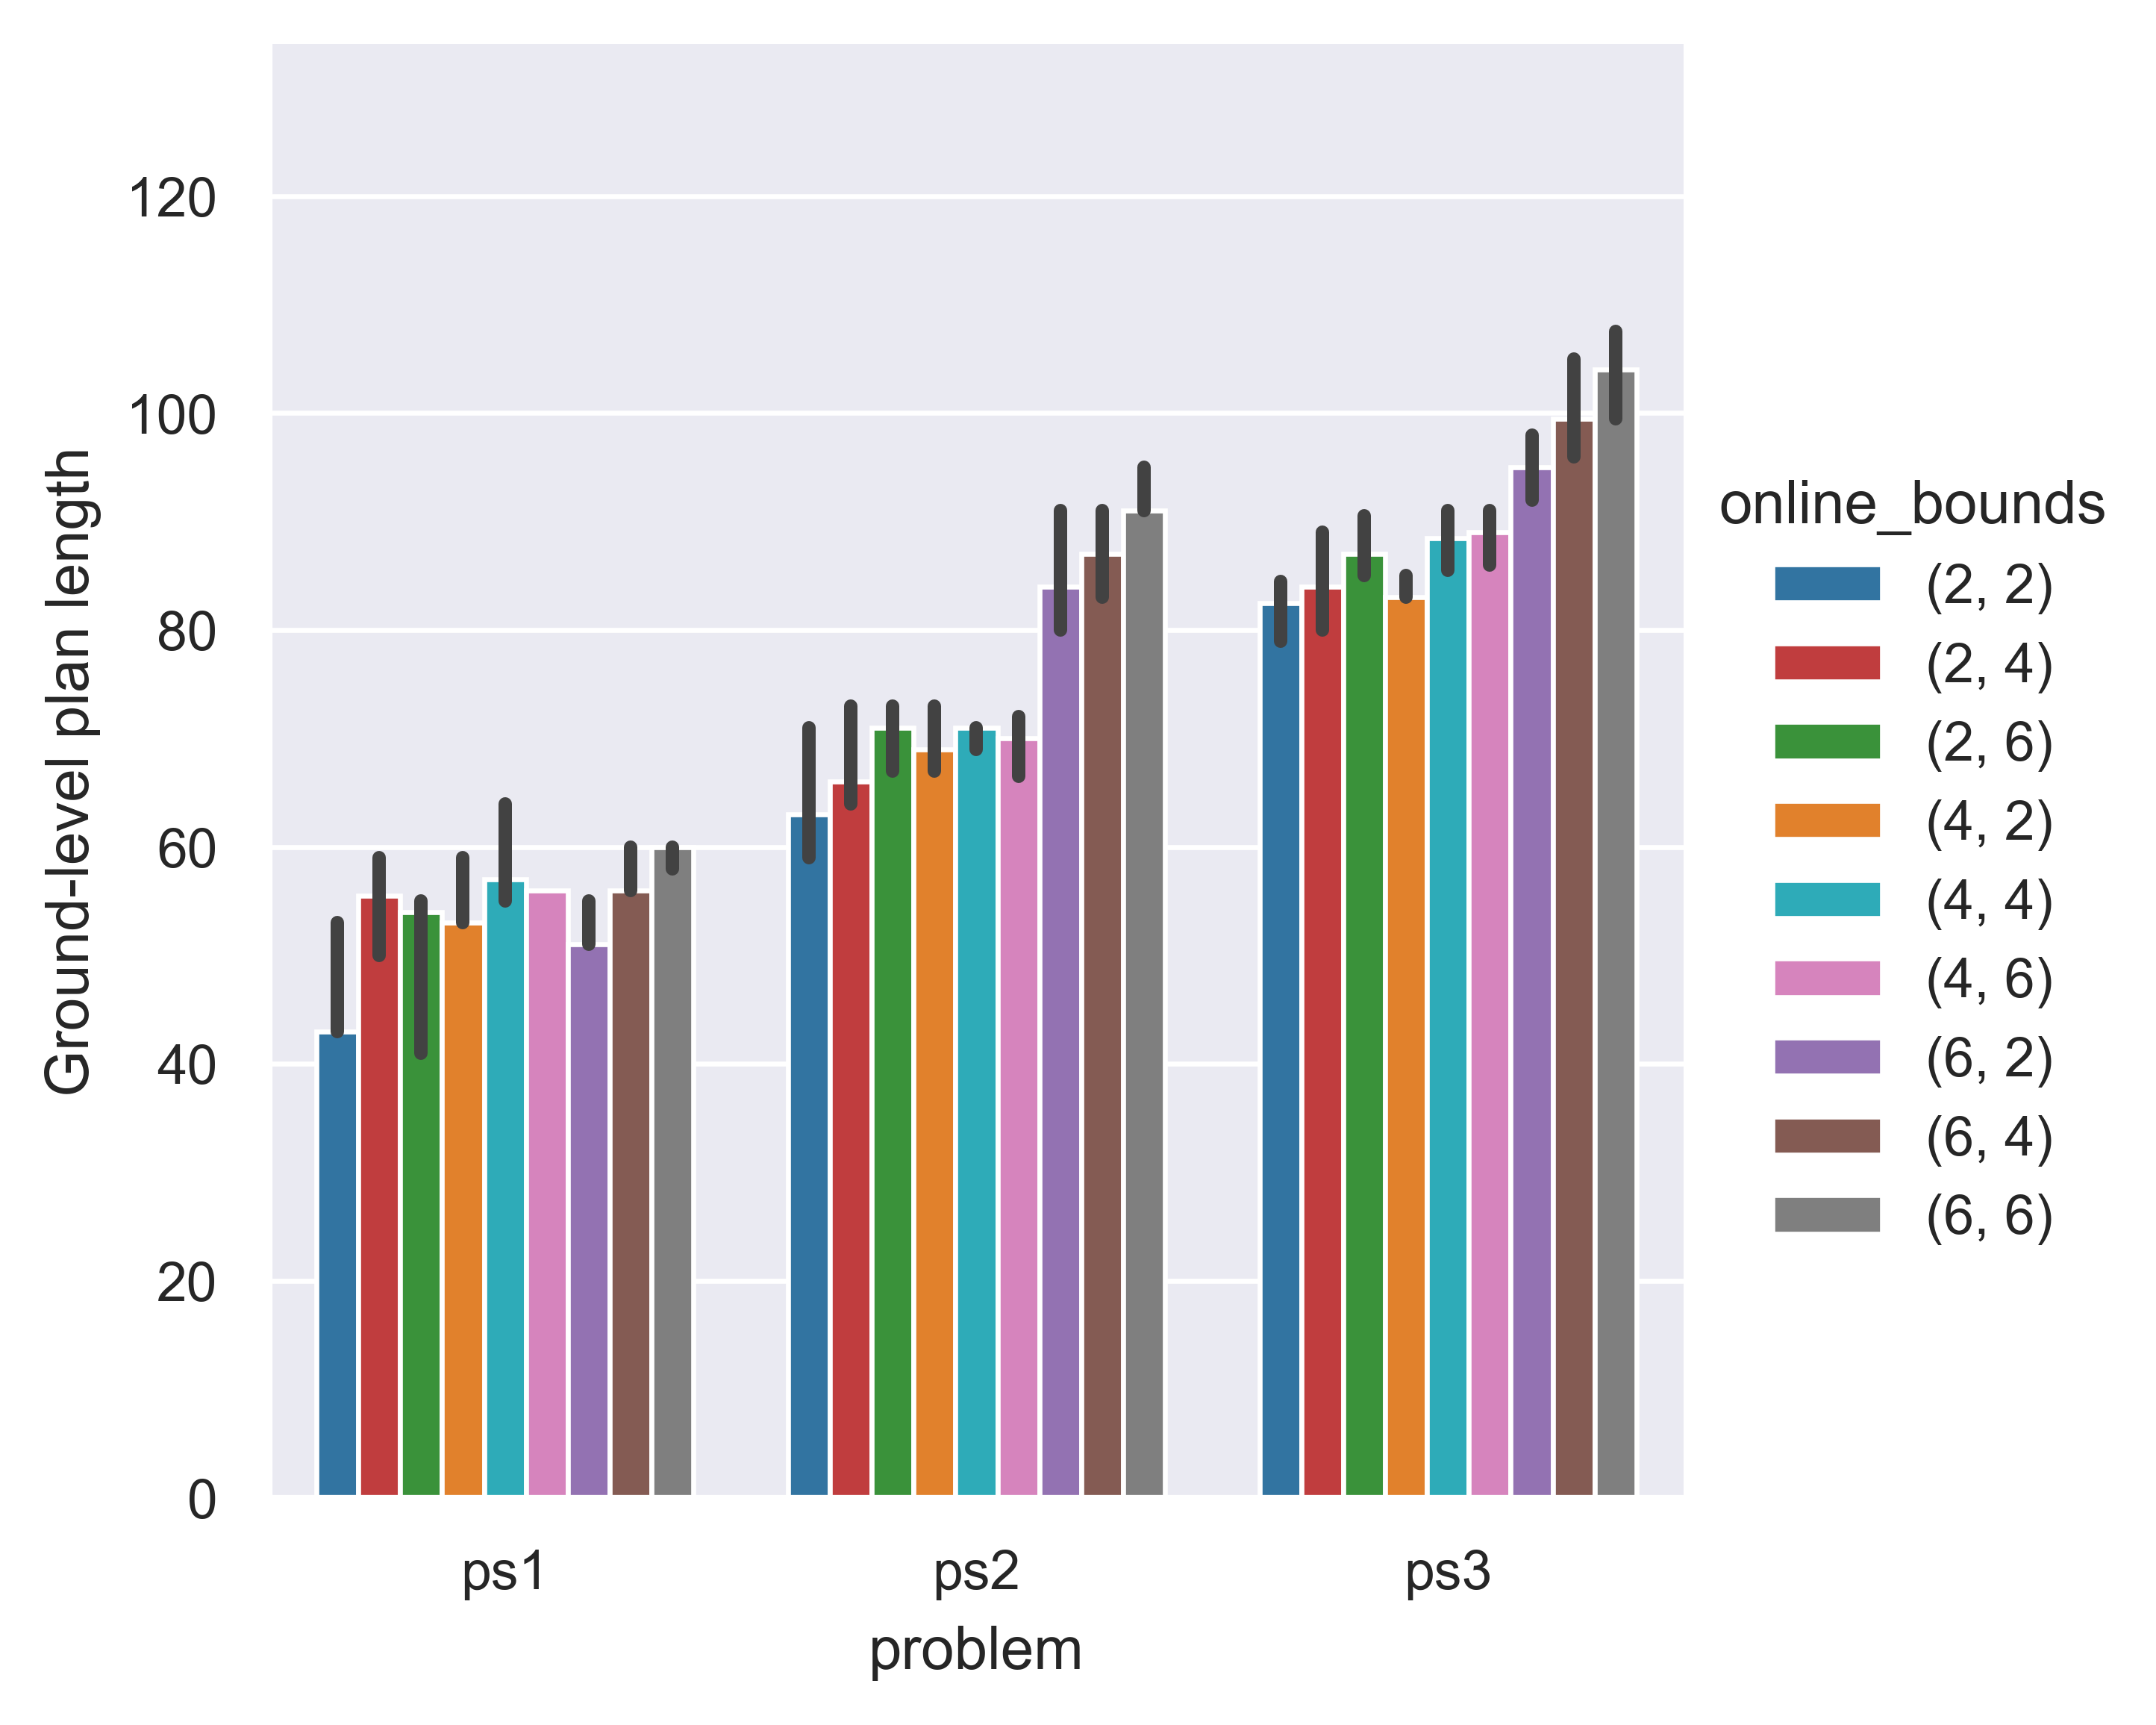 Ground-level plan length
120
100
80
60
40
20
0
ps1
ps2
ps3
problem
online_bounds
(2, 2)
(2, 4)
(2, 6)
(4, 2)
(4, 4)
(4, 6)
(6, 2)
(6, 4)
(6, 6)